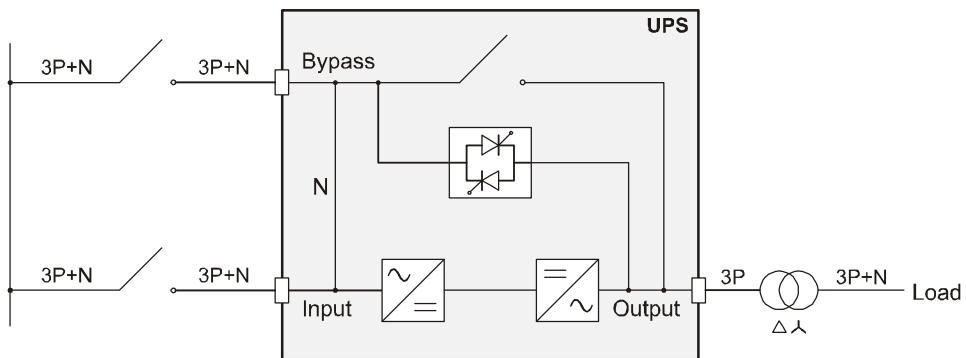 UPS
3P+N
3P+N
Bypass
N
3P+N
3P+N
Input
Output
3P
3P+N
Load